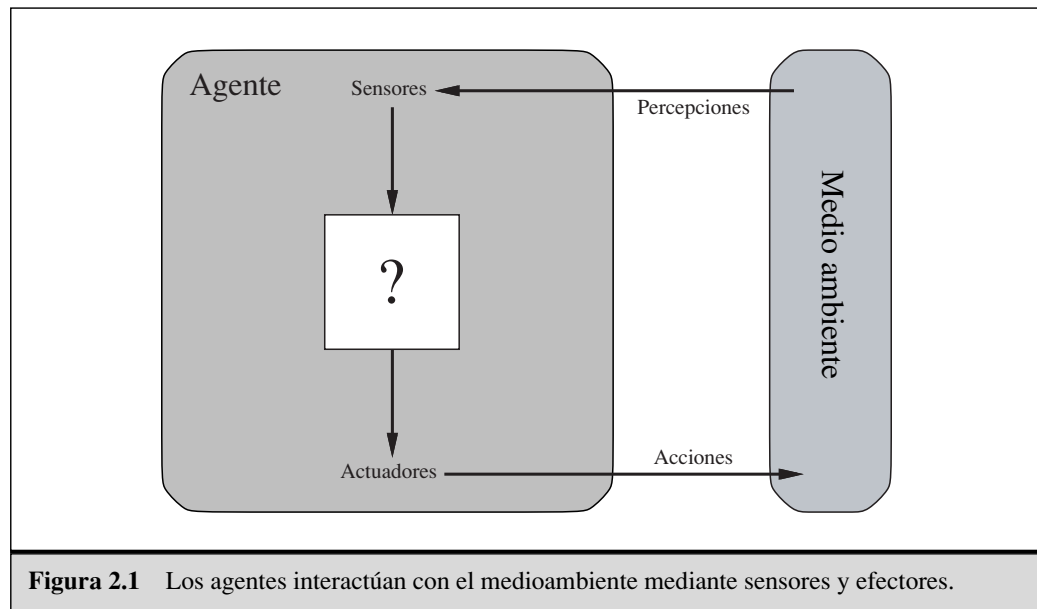 Agente
Sensores
Percepciones
?
Medio ambiente
Actuadores
Acciones
Figura 2.1 Los agentes interactúan con el medioambiente mediante sensores y efectores.